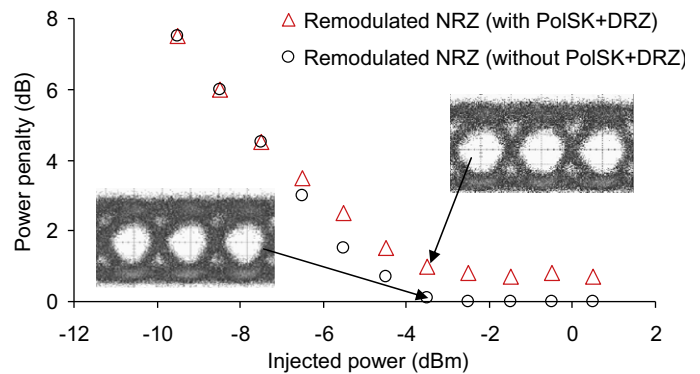 8
6
4
2
0
Power penalty (dB)
Remodulated NRZ (with PolSK+DRZ)
Remodulated NRZ (without PolSK+DRZ)
-12 -10 -8 -6 -4 -2 0 2
Injected power (dBm)